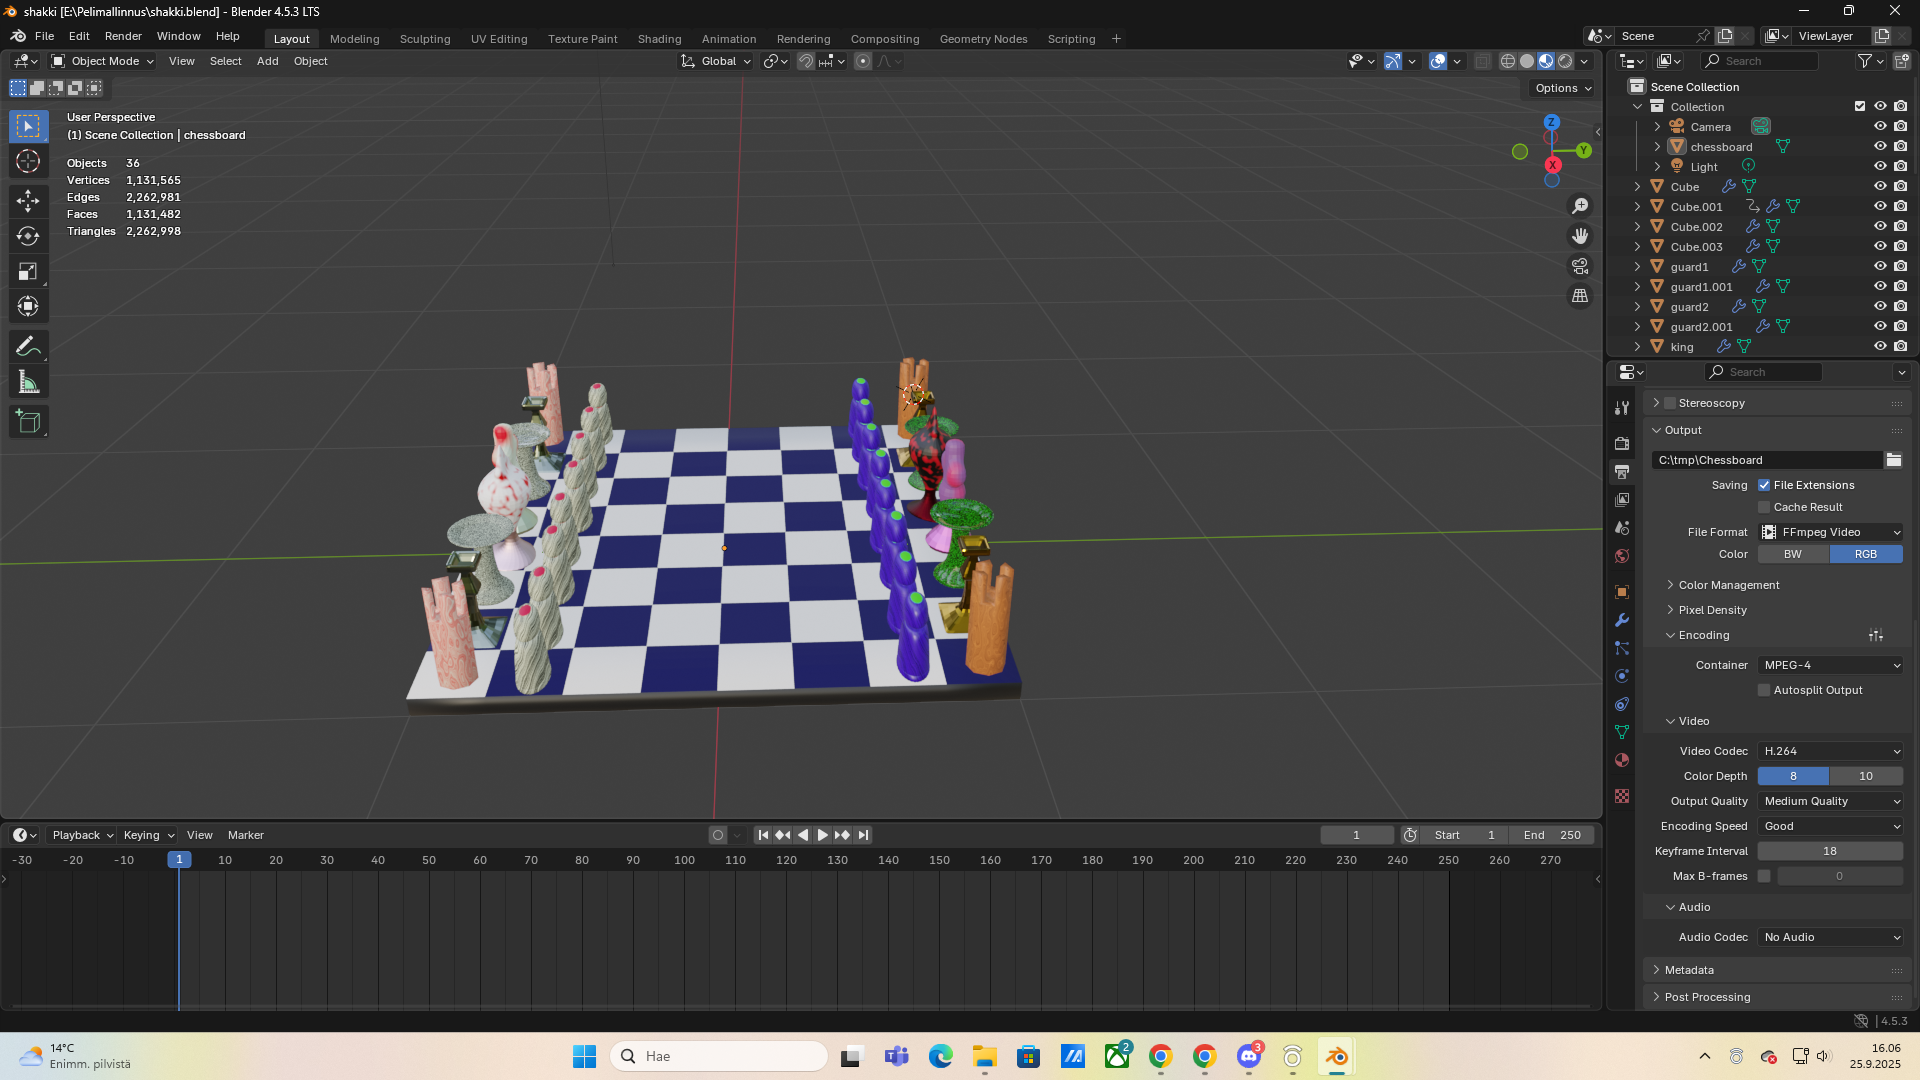 shakki [E:\Pelimallinnus\shakki.blend] - Blender 4.5.3 LTS
File Edit Render Window Help Layout Modeling Sculpting UV Editing Texture Paint Shading Animation Rendering Compositing Geometry Nodes Scripting + Scene ViewLayer
Object Mode View Select Add Object Global Search
Options
User Perspective
(1) Scene Collection | chessboard
Objects 36
Vertices 1,131,565
Edges 2,262,981
Faces 1,131,482
Triangles 2,262,998
Z
Y
X
Scene Collection
Collection
Camera
chessboard
Light
Cube
Cube.001
Cube.002
Cube.003
guard1
guard1.001
guard2
guard2.001
king
Search
Stereoscopy
Output
C:\tmp\Chessboard
Saving File Extensions
Cache Result
File Format FFmpeg Video
Color BW RGB
Color Management
Pixel Density
Encoding
Container MPEG-4
Autosplit Output
Video
Video Codec H.264
Color Depth 8 10
Output Quality Medium Quality
Encoding Speed Good
Keyframe Interval 18
Max B-frames 0
Audio
Audio Codec No Audio
Metadata
Post Processing
Playback Keying View Marker 1 Start 1 End 250
-30 -20 -10 1 10 20 30 40 50 60 70 80 90 100 110 120 130 140 150 160 170 180 190 200 210 220 230 240 250 260 270
4.5.3
14°C
Enimm. pilvistä
Hae
2
3
16.06
25.9.2025